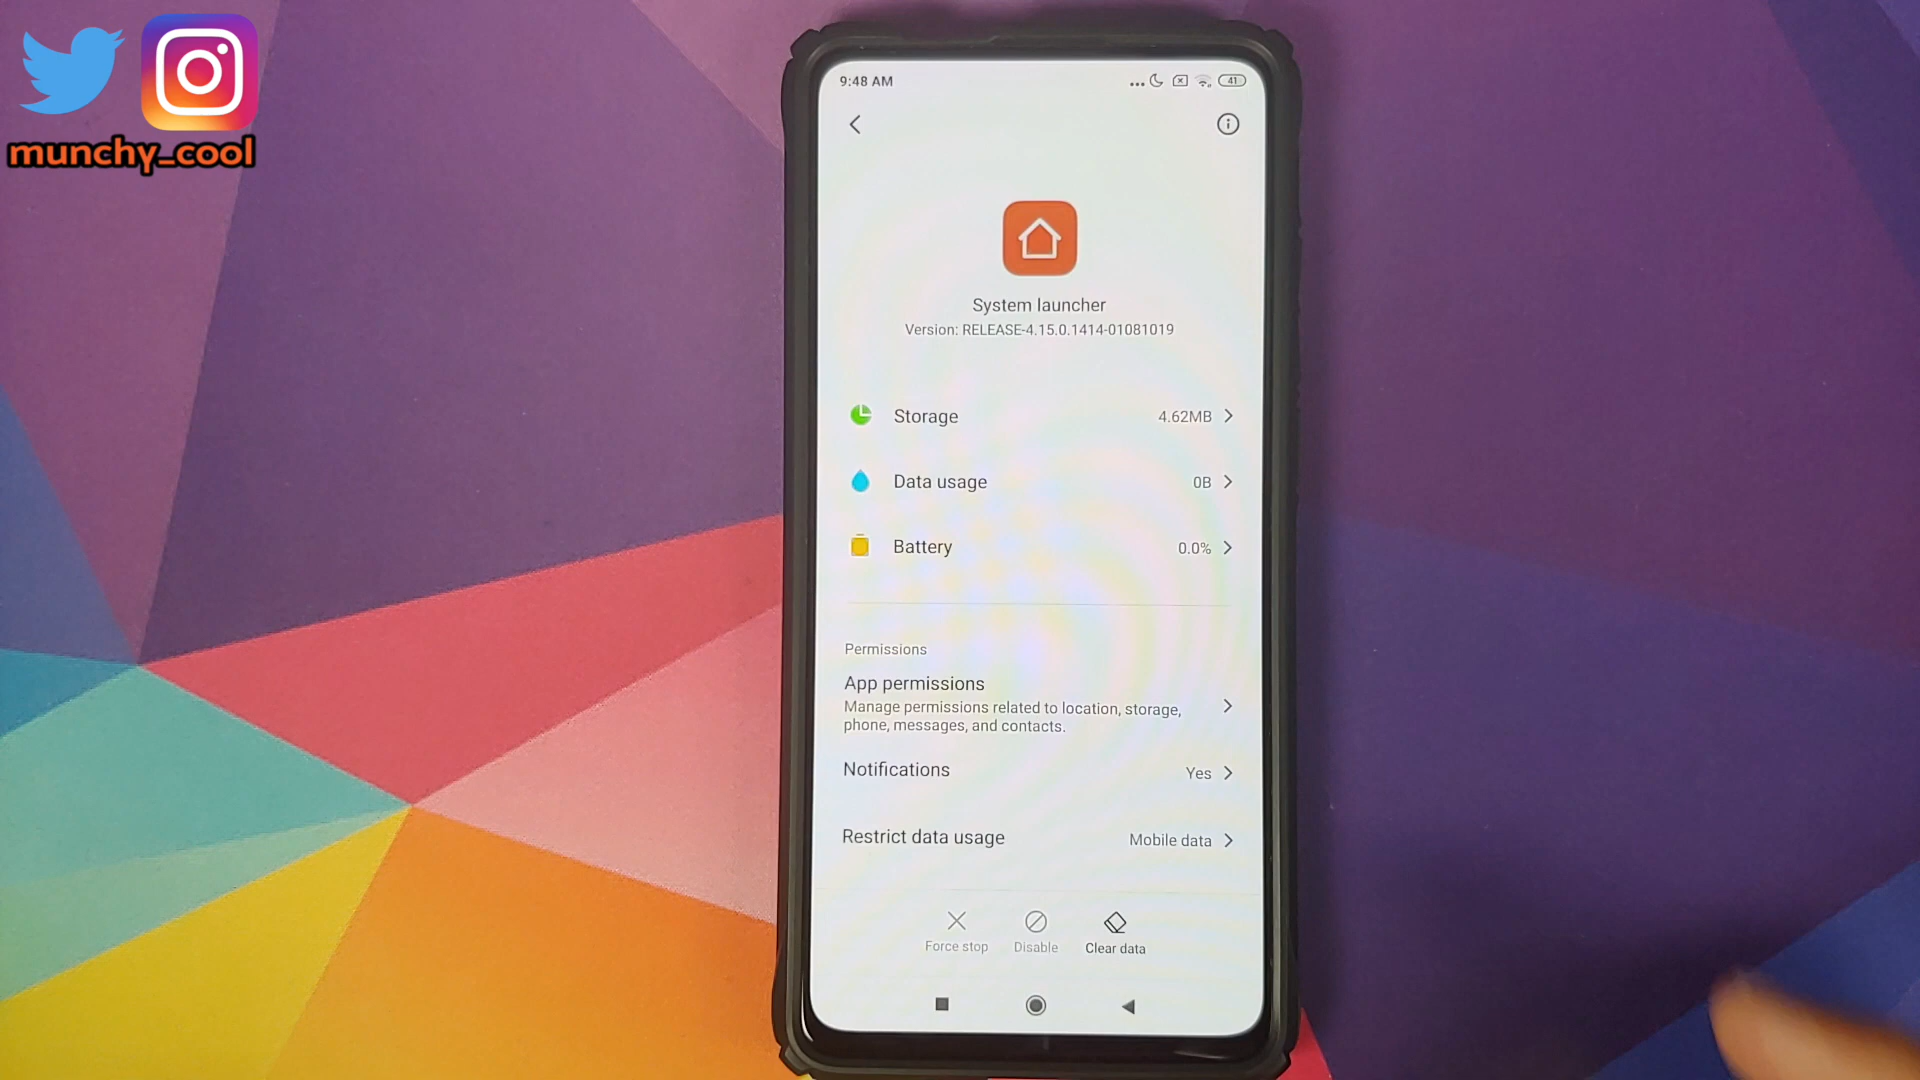 munchy_cool
9:48 AM
41
System launcher
Version: RELEASE-4.15.0.1414-01081019
Storage 4.62MB
Data usage 0B
Battery 0.0%
Permissions
App permissions
Manage permissions related to location, storage,
phone, messages, and contacts.
Notifications Yes
Restrict data usage Mobile data
Force stop Disable Clear data